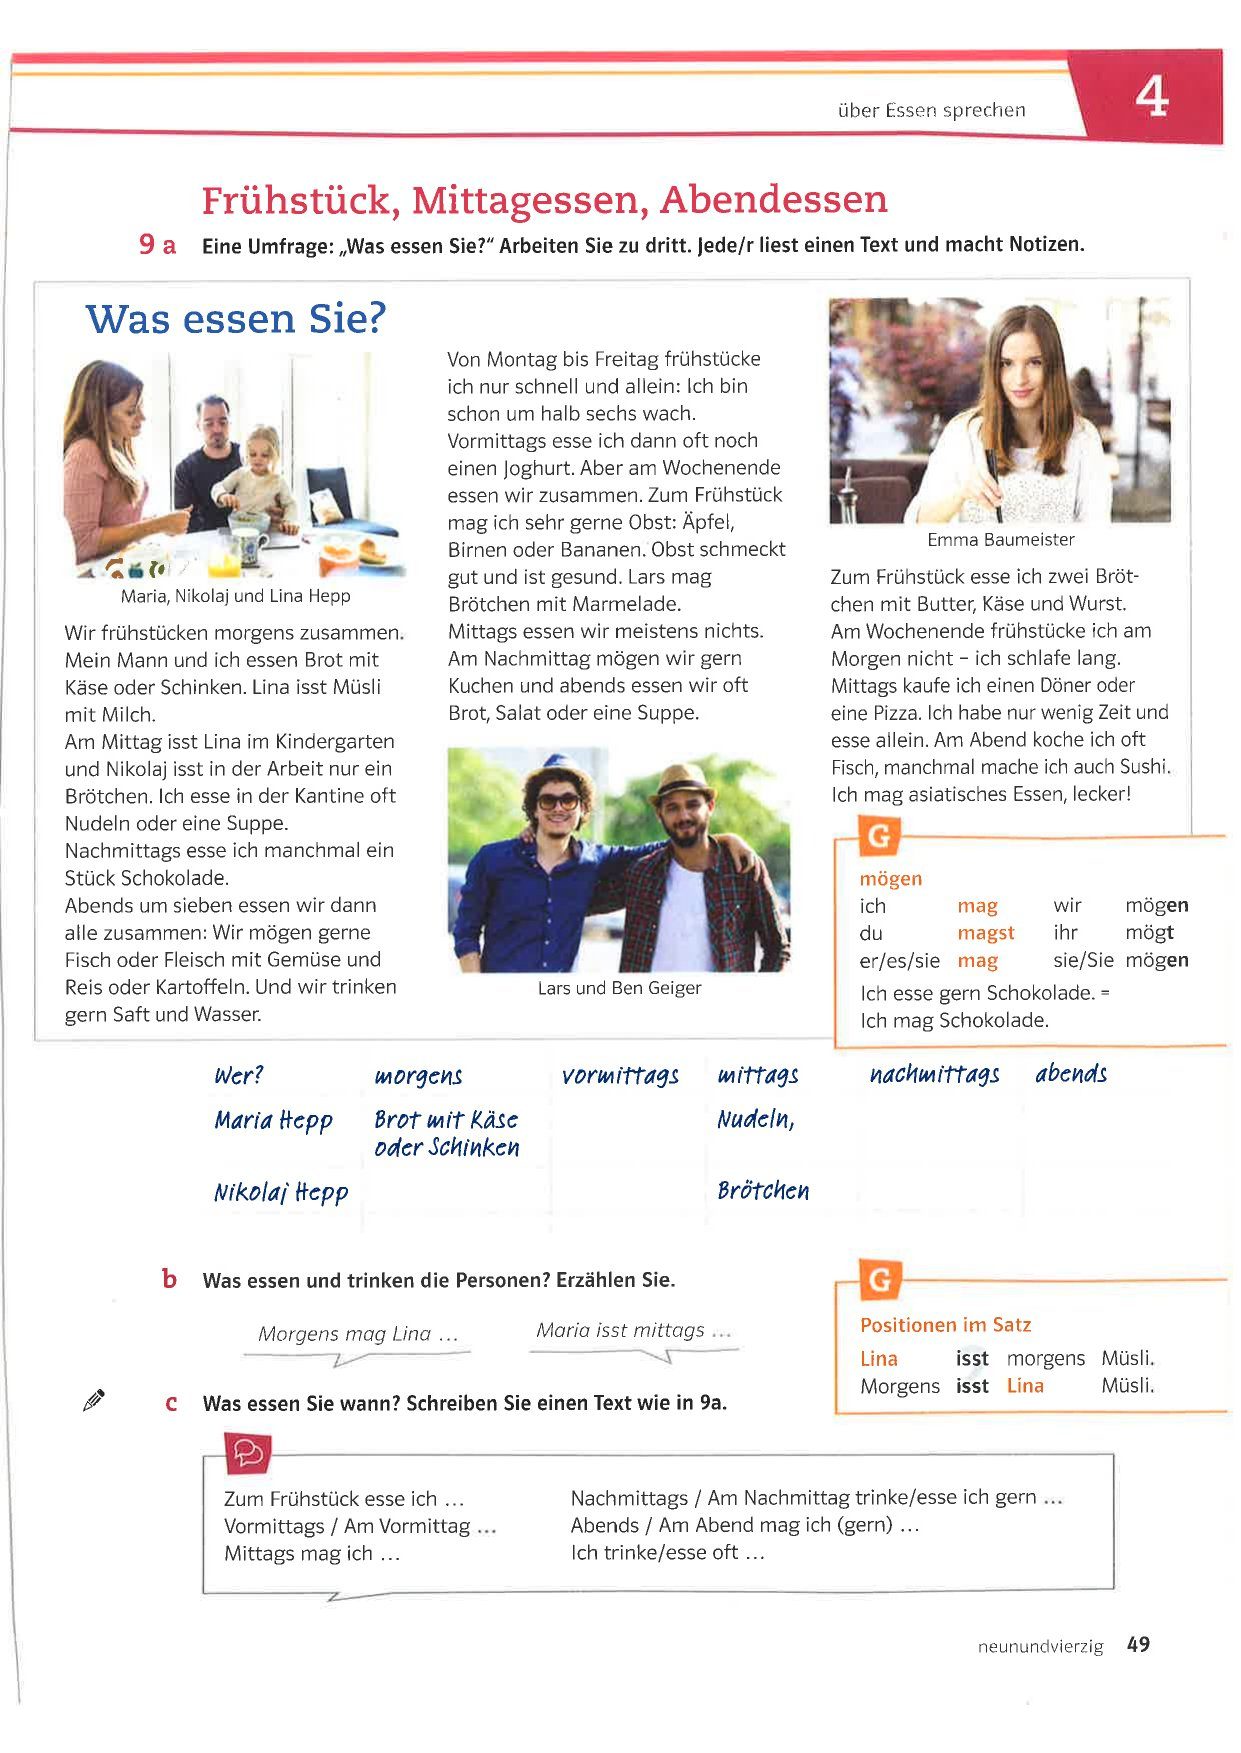 über Essen sprechen
4
Frühstück, Mittagessen, Abendessen
9 a Eine Umfrage: „Was essen Sie?“ Arbeiten Sie zu dritt. Jede/r liest einen Text und macht Notizen.
Was essen Sie?
Maria, Nikolaj und Lina Hepp
Wir frühstücken morgens zusammen.
Mein Mann und ich essen Brot mit
Käse oder Schinken. Lina isst Müsli
mit Milch.
Am Mittag isst Lina im Kindergarten
und Nikolaj isst in der Arbeit nur ein
Brötchen. Ich esse in der Kantine oft
Nudeln oder eine Suppe.
Nachmittags esse ich manchmal ein
Stück Schokolade.
Abends um sieben essen wir dann
alle zusammen: Wir mögen gerne
Fisch oder Fleisch mit Gemüse und
Reis oder Kartoffeln. Und wir trinken
gern Saft und Wasser.
Von Montag bis Freitag frühstücke
ich nur schnell und allein: Ich bin
schon um halb sechs wach.
Vormittags esse ich dann oft noch
einen Joghurt. Aber am Wochenende
essen wir zusammen. Zum Frühstück
mag ich sehr gerne Obst: Äpfel,
Birnen oder Bananen. Obst schmeckt
gut und ist gesund. Lars mag
Brötchen mit Marmelade.
Mittags essen wir meistens nichts.
Am Nachmittag mögen wir gern
Kuchen und abends essen wir oft
Brot, Salat oder eine Suppe.
Lars und Ben Geiger
Emma Baumeister
Zum Frühstück esse ich zwei Bröt-
chen mit Butter, Käse und Wurst.
Am Wochenende frühstücke ich am
Morgen nicht – ich schlafe lang.
Mittags kaufe ich einen Döner oder
eine Pizza. Ich habe nur wenig Zeit und
esse allein. Am Abend koche ich oft
Fisch, manchmal mache ich auch Sushi.
Ich mag asiatisches Essen, lecker!
G
mögen
ich mag wir mögen
du magst ihr mögt
er/es/sie mag sie/Sie mögen
Ich esse gern Schokolade. =
Ich mag Schokolade.
Wer? morgens vormittags mittags nachmittags abends
Maria Hepp Brot mit Käse Nudeln,
oder Schinken
Nikolaj Hepp Brötchen
b Was essen und trinken die Personen? Erzählen Sie.
Morgens mag Lina ... Maria isst mittags ...
G
Positionen im Satz
Lina isst morgens Müsli.
Morgens isst Lina Müsli.
c Was essen Sie wann? Schreiben Sie einen Text wie in 9a.
Zum Frühstück esse ich ...
Vormittags / Am Vormittag ...
Mittags mag ich ...
Nachmittags / Am Nachmittag trinke/esse ich gern ...
Abends / Am Abend mag ich (gern) ...
Ich trinke/esse oft ...
neunundvierzig 49